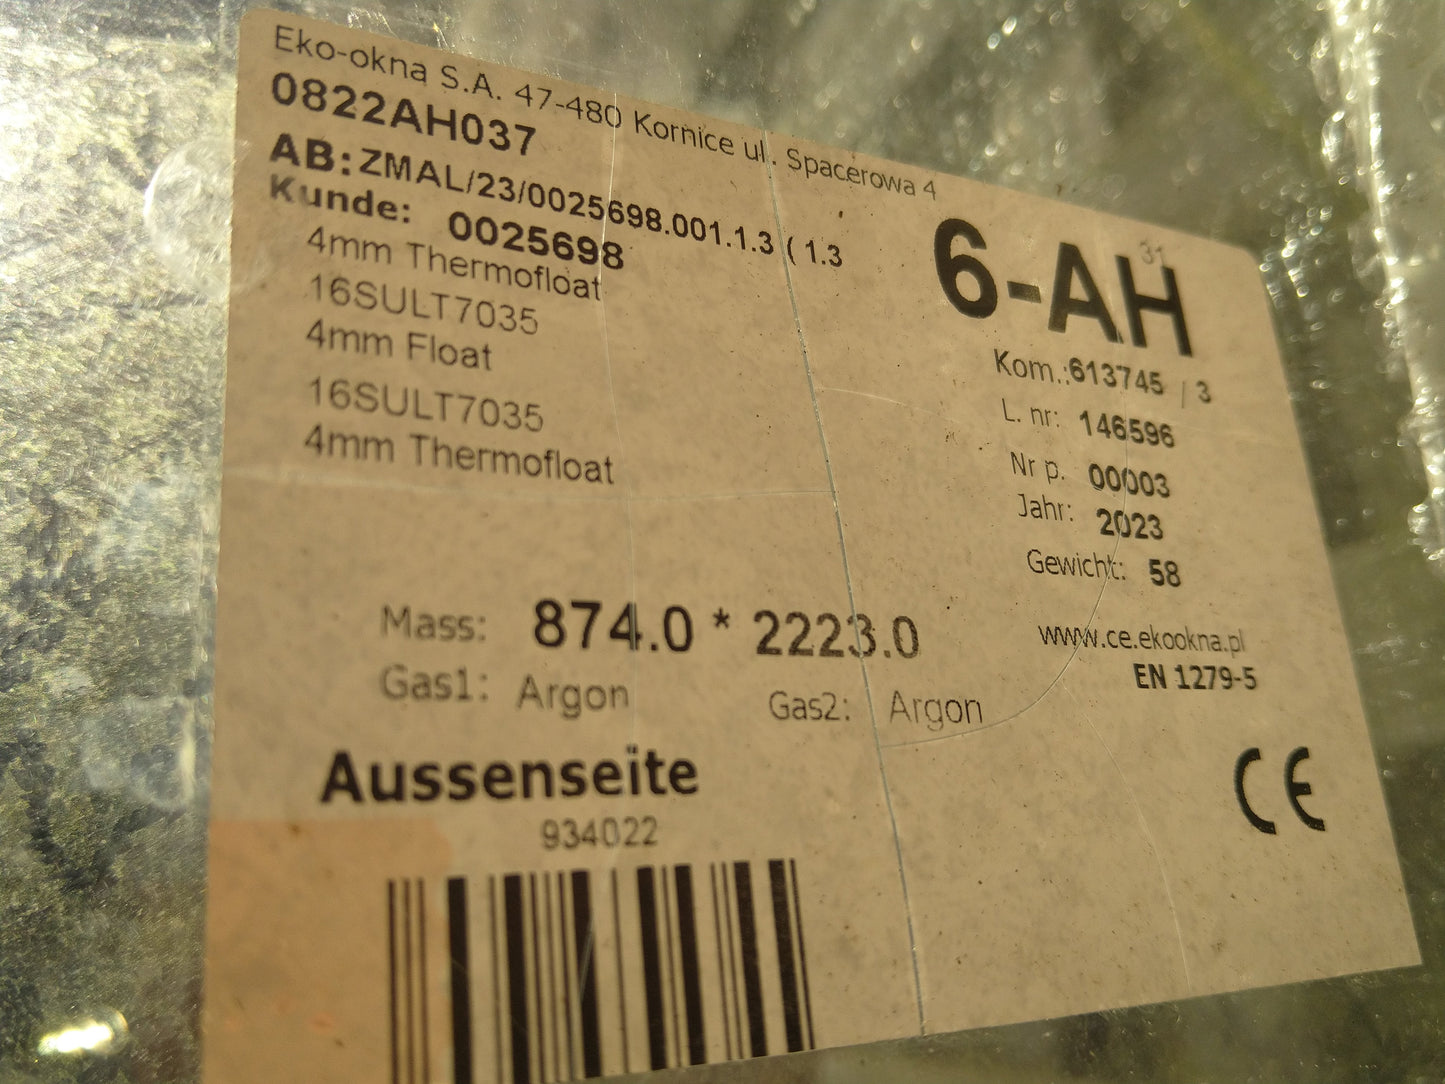 Eko-okna S.A. 47-480 Kornice ul. Spacerowa 4
0822AH037
AB: ZMAL/23/0025698.001.1.3 ( 1.3
Kunde: 0025698
4mm Thermofloat
16SULT7035
4mm Float
16SULT7035
4mm Thermofloat
31
6-AH
Kom.: 613745 / 3
L. nr: 146596
Nr p. 00003
Jahr: 2023
Gewicht: 58
www.ce.ekookna.pl
EN 1279-5
Mass: 874.0 * 2223.0
Gas1: Argon Gas2: Argon
Aussenseite
934022
CE